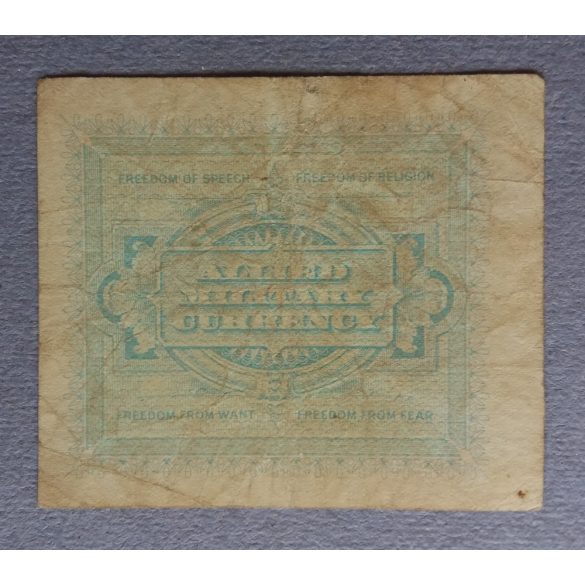 FREEDOM OF SPEECH FREEDOM OF RELIGION
ALLIED
MILITARY
CURRENCY
FREEDOM FROM WANT FREEDOM FROM FEAR